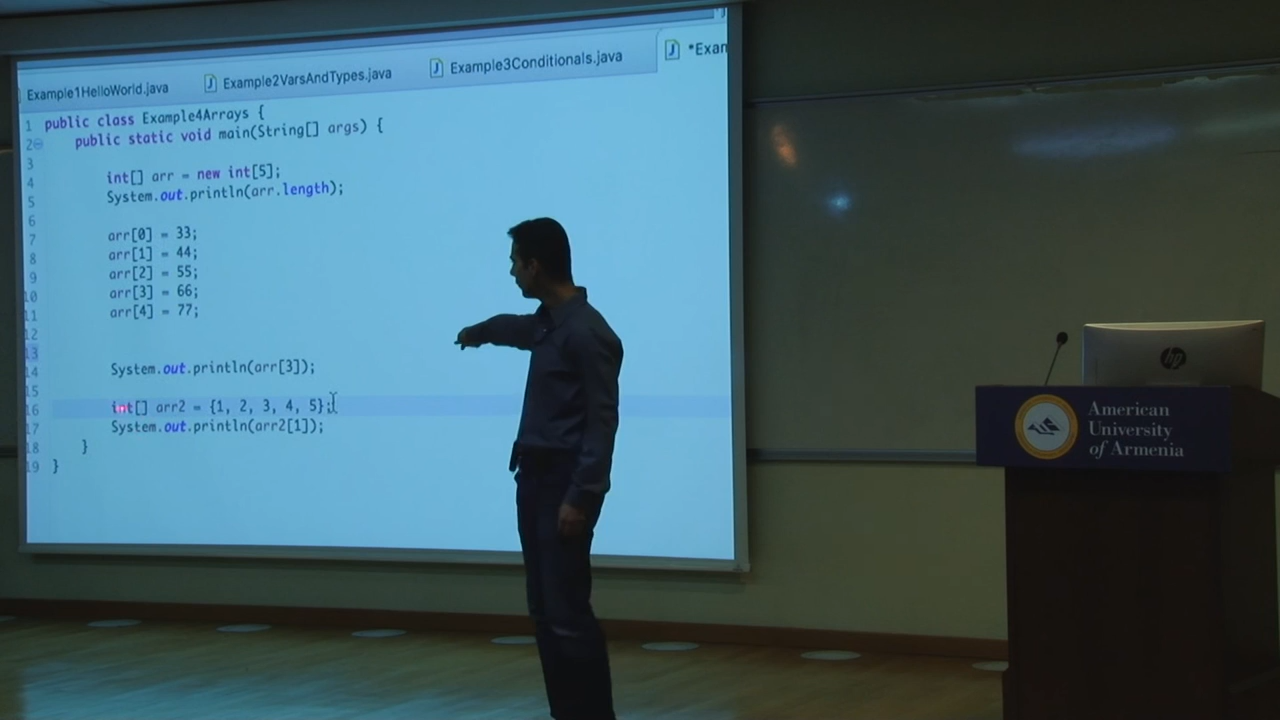 Example1HelloWorld.java
Example2VarsAndTypes.java
Example3Conditionals.java
*Exam
1 public class Example4Arrays {
2 public static void main(String[] args) {
3
4 int[] arr = new int[5];
5 System.out.println(arr.length);
6
7 arr[0] = 33;
8 arr[1] = 44;
9 arr[2] = 55;
10 arr[3] = 66;
11 arr[4] = 77;
12
13
14 System.out.println(arr[3]);
15
16 int[] arr2 = {1, 2, 3, 4, 5};
17 System.out.println(arr2[1]);
18 }
19 }
hp
American
University
of Armenia